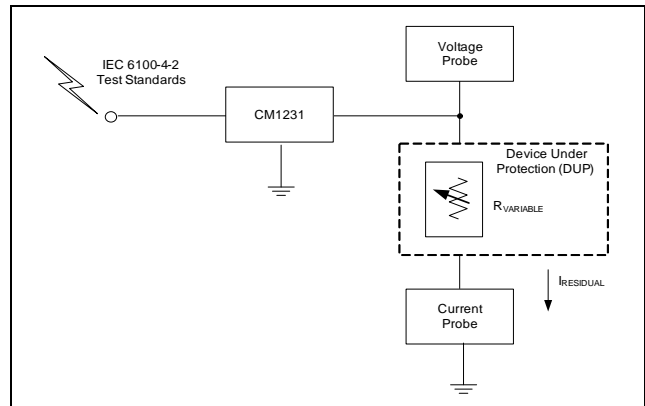 IEC 6100-4-2
Test Standards
CM1231
Voltage
Probe
Device Under
Protection (DUP)
RVARIABLE
IRESIDUAL
Current
Probe